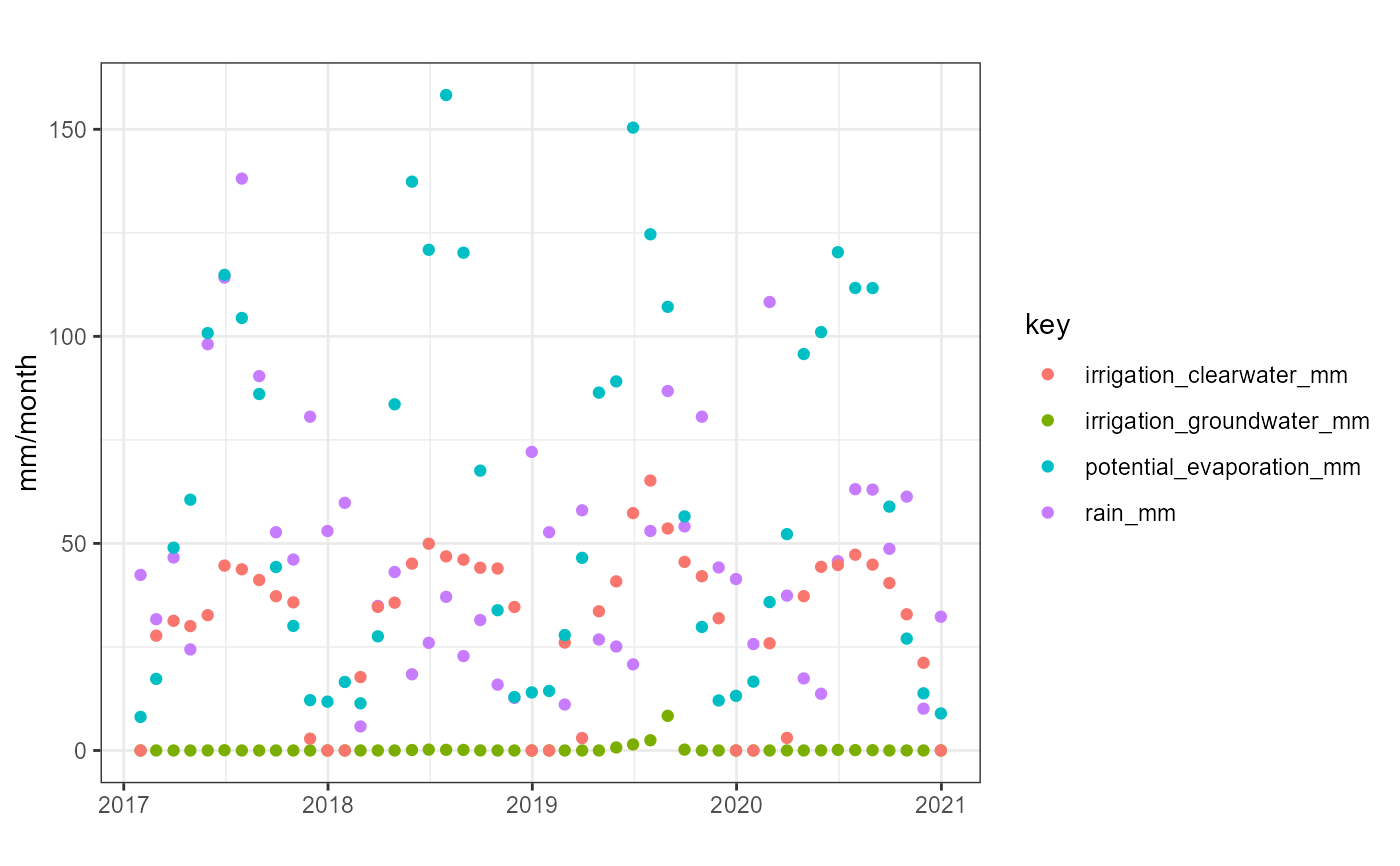 150
100
50
0
mm/month
2017 2018 2019 2020 2021
key
irrigation_clearwater_mm
irrigation_groundwater_mm
potential_evaporation_mm
rain_mm